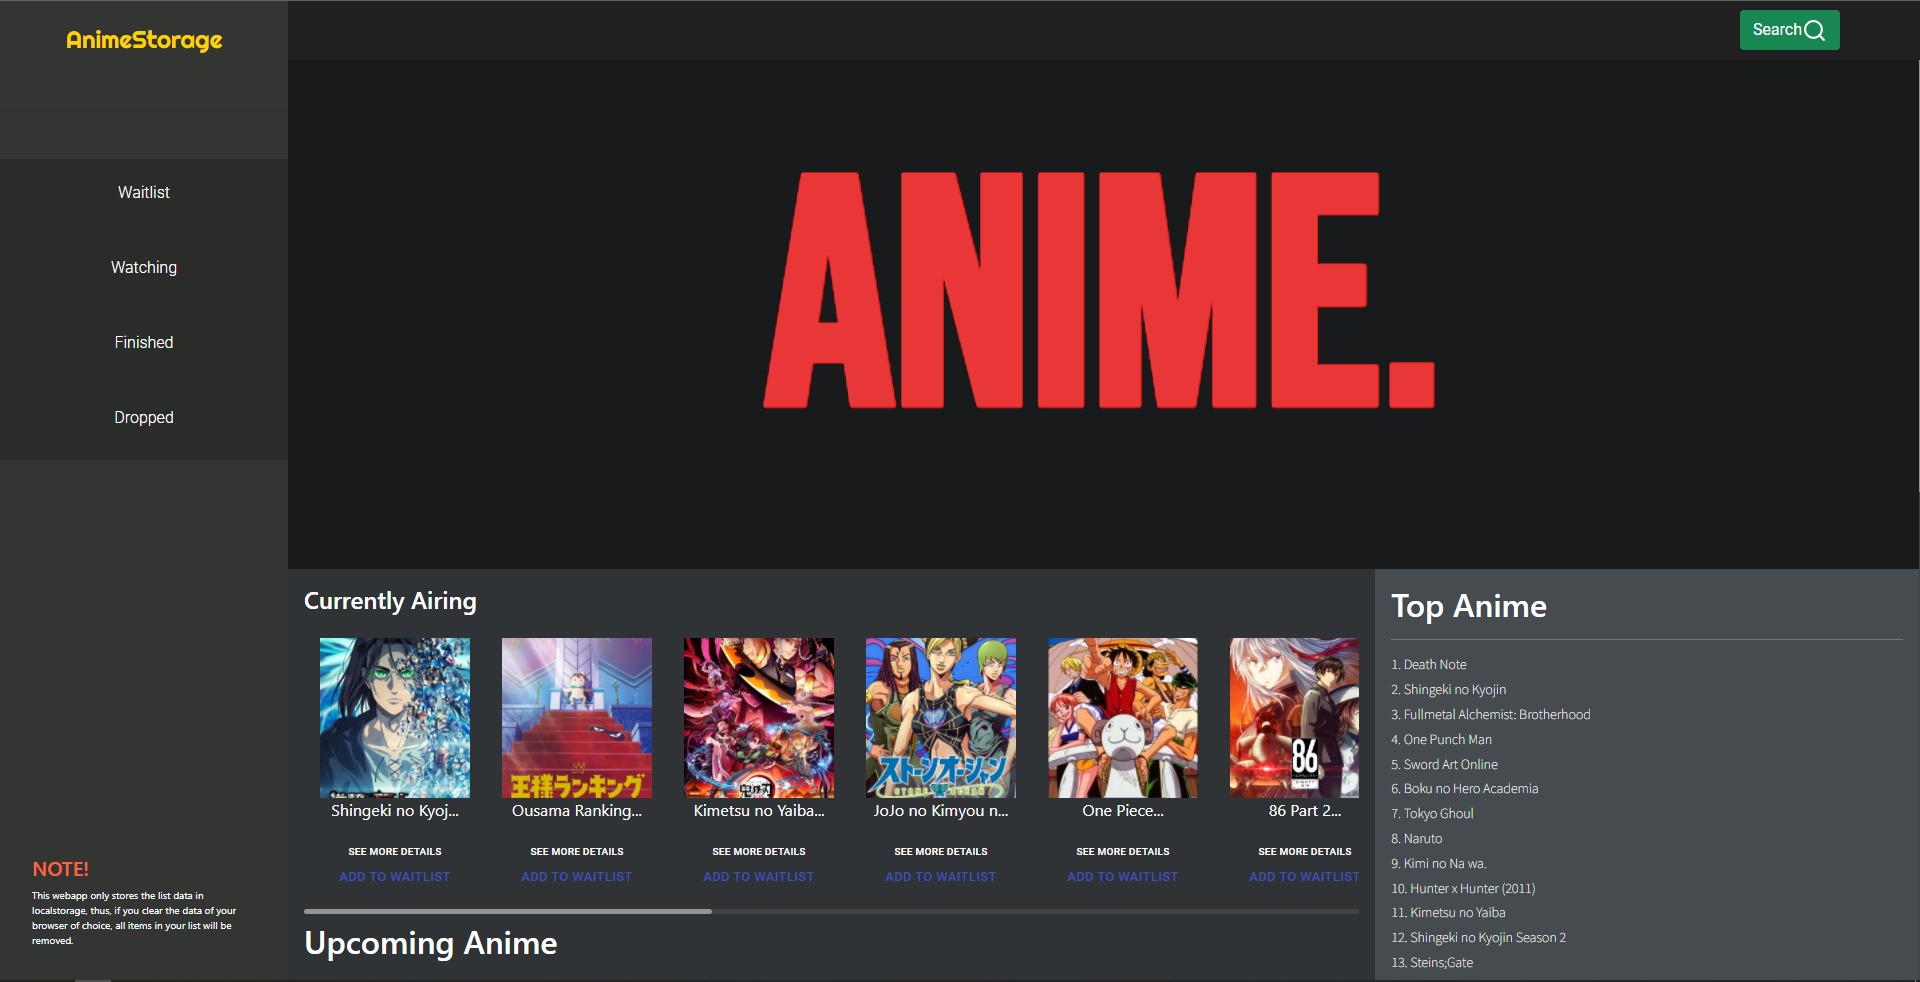 AnimeStorage
Search
Waitlist
Watching
Finished
Dropped
NOTE!
This webapp only stores the list data in
localstorage, thus, if you clear the data of your
browser of choice, all items in your list will be
removed.
ANIME.
Currently Airing
王様ランキング
ストーンオーシャン
STONE OCEAN
86
Shingeki no Kyoj...
Ousama Ranking...
Kimetsu no Yaiba...
JoJo no Kimyou n...
One Piece...
86 Part 2...
SEE MORE DETAILS
SEE MORE DETAILS
SEE MORE DETAILS
SEE MORE DETAILS
SEE MORE DETAILS
SEE MORE DETAILS
ADD TO WAITLIST
ADD TO WAITLIST
ADD TO WAITLIST
ADD TO WAITLIST
ADD TO WAITLIST
ADD TO WAITLIST
Upcoming Anime
Top Anime
1. Death Note
2. Shingeki no Kyojin
3. Fullmetal Alchemist: Brotherhood
4. One Punch Man
5. Sword Art Online
6. Boku no Hero Academia
7. Tokyo Ghoul
8. Naruto
9. Kimi no Na wa.
10. Hunter x Hunter (2011)
11. Kimetsu no Yaiba
12. Shingeki no Kyojin Season 2
13. Steins;Gate